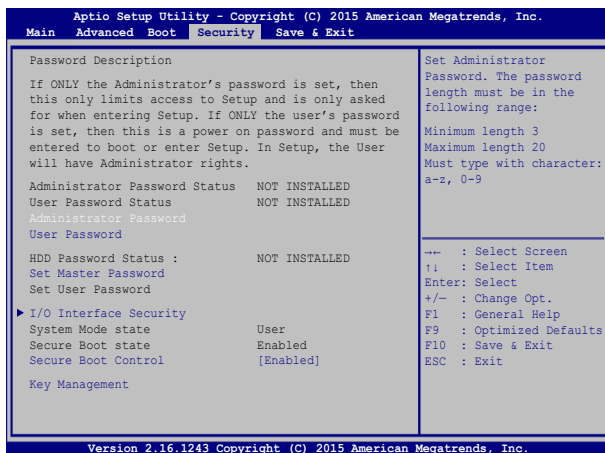 Aptio Setup Utility - Copyright (C) 2015 American Megatrends, Inc.
Main Advanced Boot Security Save & Exit
Password Description
If ONLY the Administrator's password is set, then
this only limits access to Setup and is only asked
for when entering Setup. If ONLY the user's password
is set, then this is a power on password and must be
entered to boot or enter Setup. In Setup, the User
will have Administrator rights.
Administrator Password Status NOT INSTALLED
User Password Status NOT INSTALLED
Administrator Password
User Password
HDD Password Status : NOT INSTALLED
Set Master Password
Set User Password
I/O Interface Security
System Mode state User
Secure Boot state Enabled
Secure Boot Control [Enabled]
Key Management
Set Administrator
Password. The password
length must be in the
following range:
Minimum length 3
Maximum length 20
Must type with character:
a-z, 0-9
→← : Select Screen
↑↓ : Select Item
Enter: Select
+/— : Change Opt.
F1 : General Help
F9 : Optimized Defaults
F10 : Save & Exit
ESC : Exit
Version 2.16.1243 Copyright (C) 2015 American Megatrends, Inc.